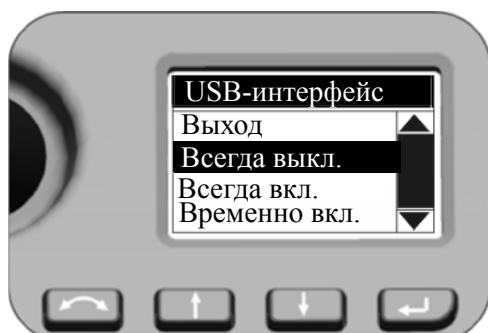 USB-интерфейс
Выход
Всегда выкл.
Всегда вкл.
Временно вкл.